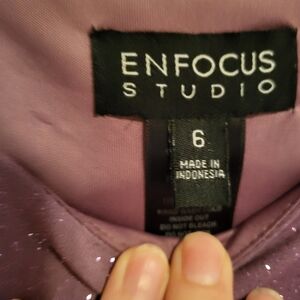 ENFOCUS
STUDIO
6
MADE IN
INDONESIA
INSIDE OUT
DO NOT BLEACH